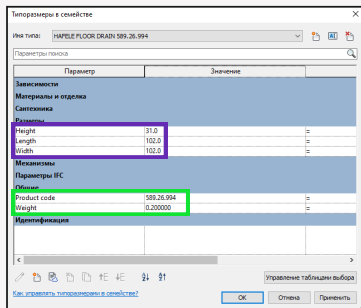 Типоразмеры в семействе
Имя типа: HAFELE FLOOR DRAIN 589.26.994
Параметры поиска
Параметр Значение
Зависимости
Материалы и отделка
Сантехника
Размеры
Height 31.0 =
Length 102.0 =
Width 102.0 =
Механизмы
Параметры IFC
Общие
Product code 589.26.994 =
Weight 0.200000 =
Идентификация
Управление таблицами выбора
Как управлять типоразмерами в семействе?
ОК Отмена Применить